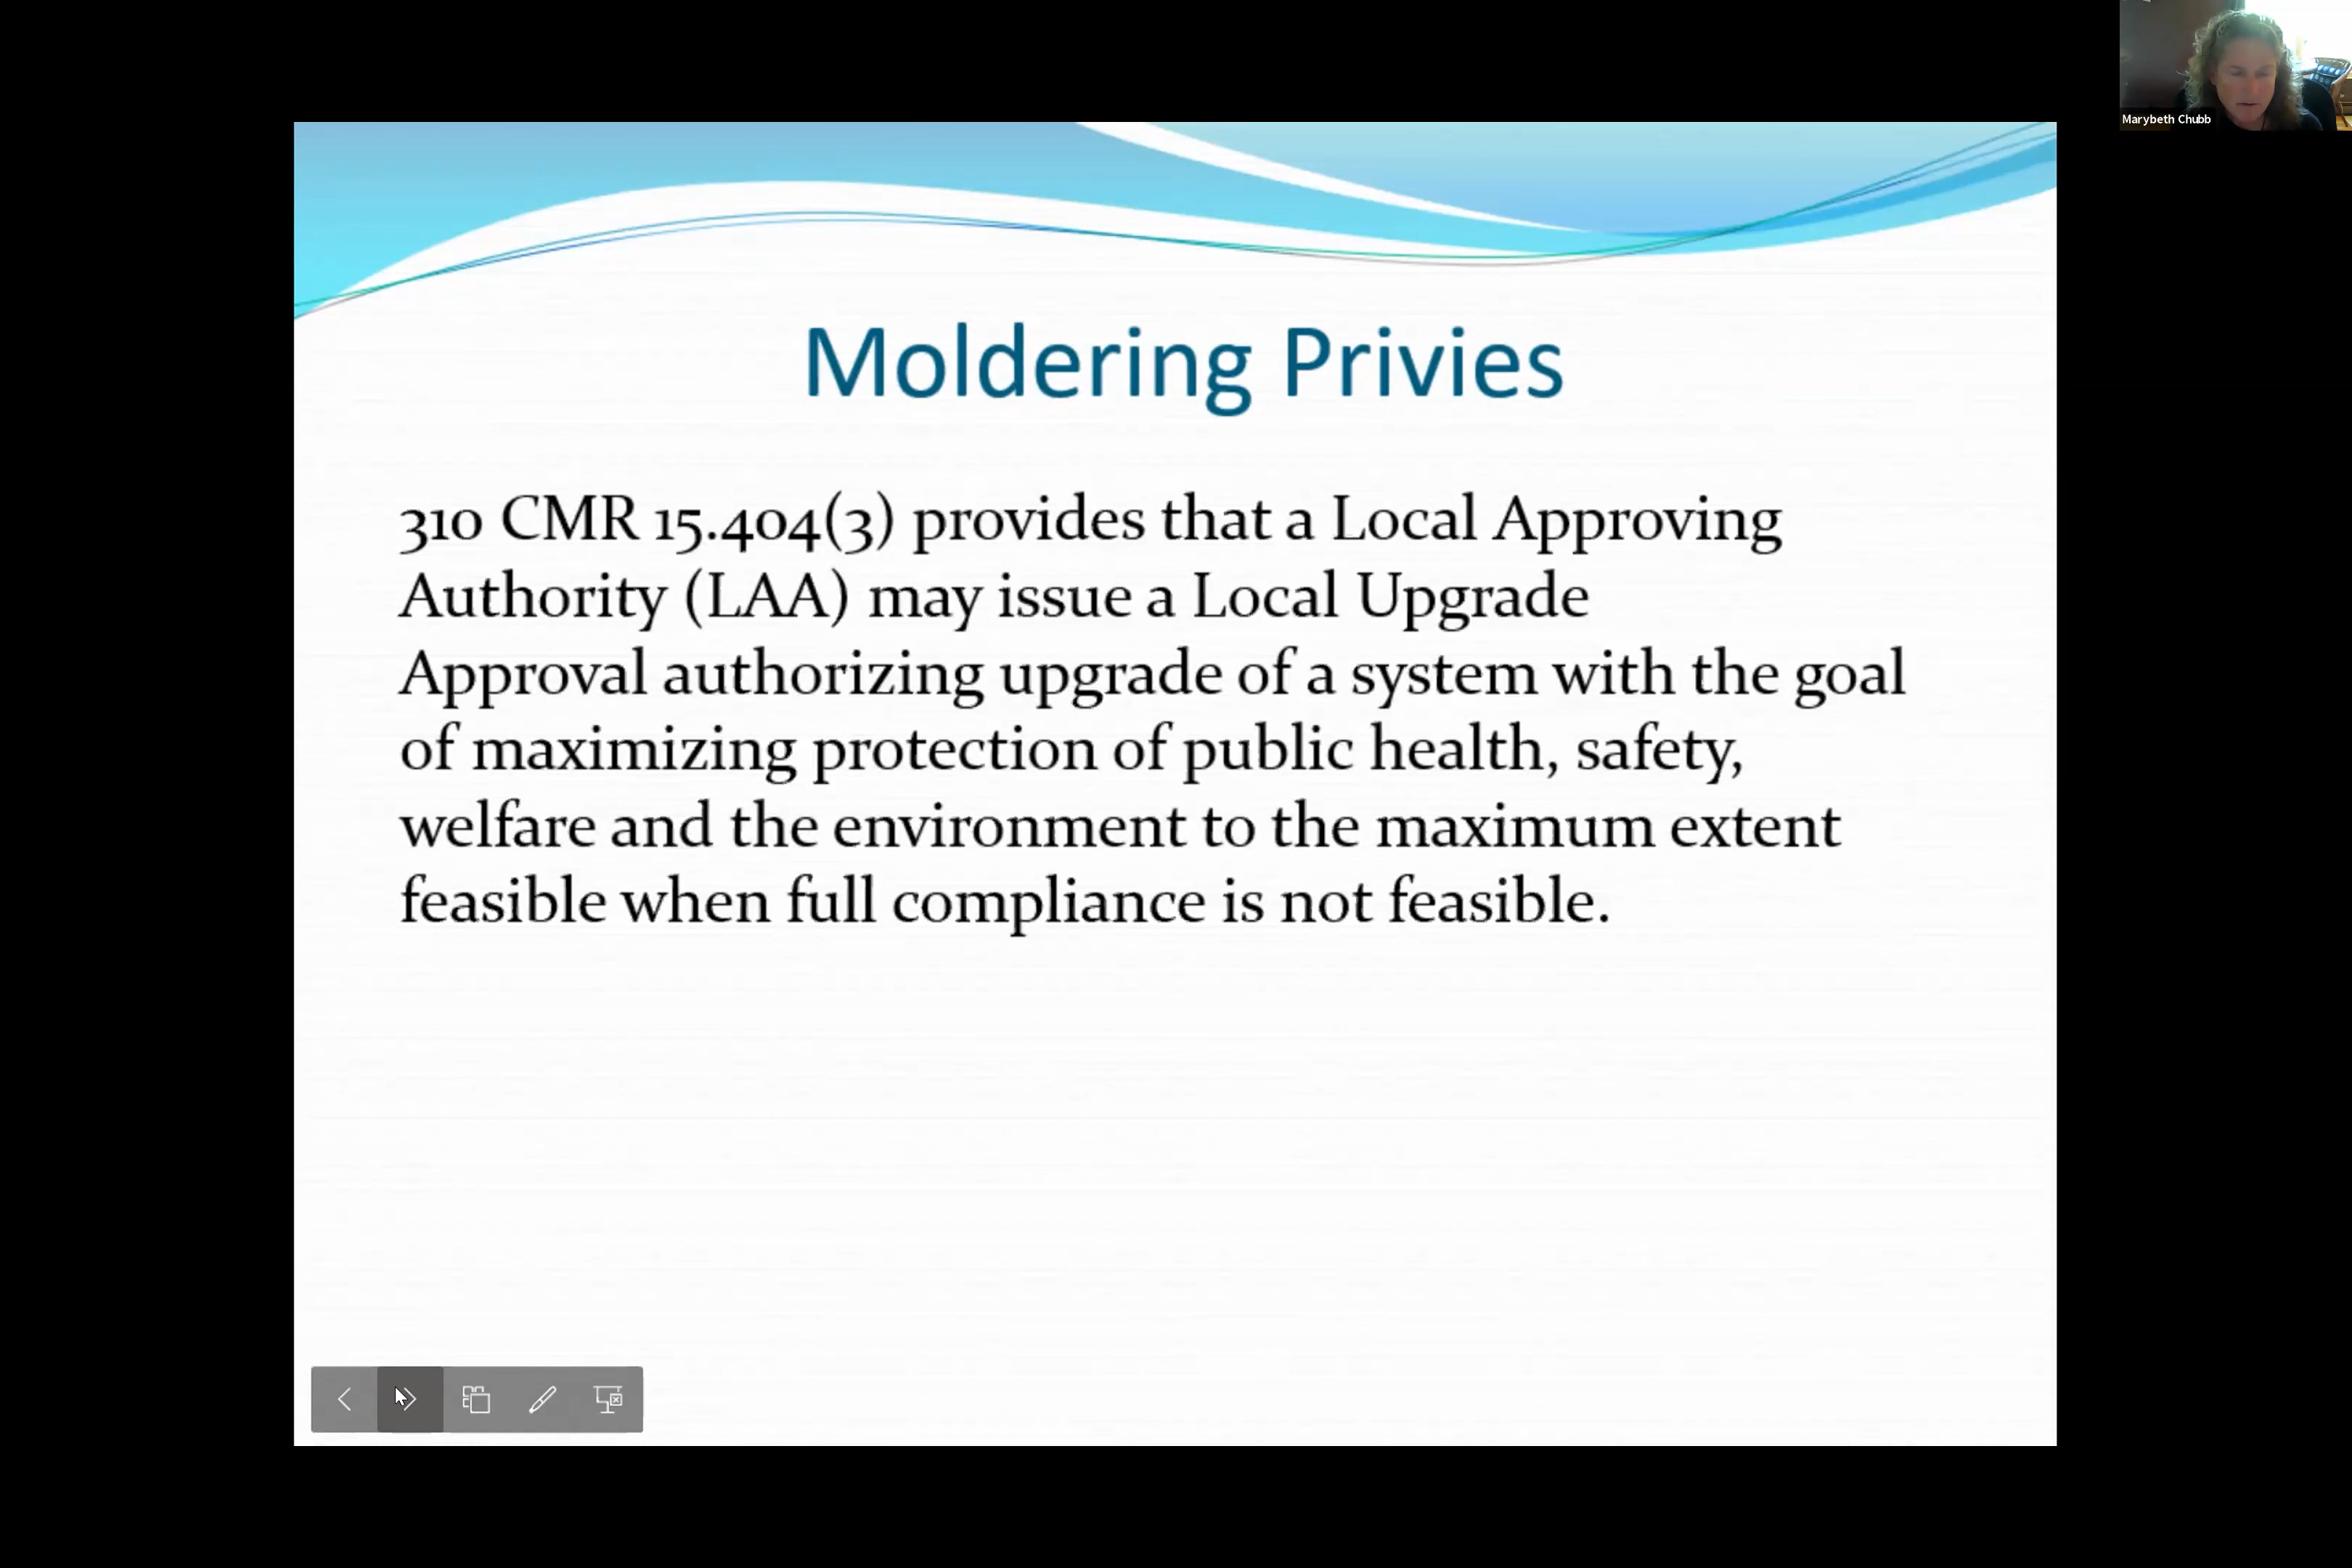 Marybeth Chubb
Moldering Privies
310 CMR 15.404(3) provides that a Local Approving
Authority (LAA) may issue a Local Upgrade
Approval authorizing upgrade of a system with the goal
of maximizing protection of public health, safety,
welfare and the environment to the maximum extent
feasible when full compliance is not feasible.